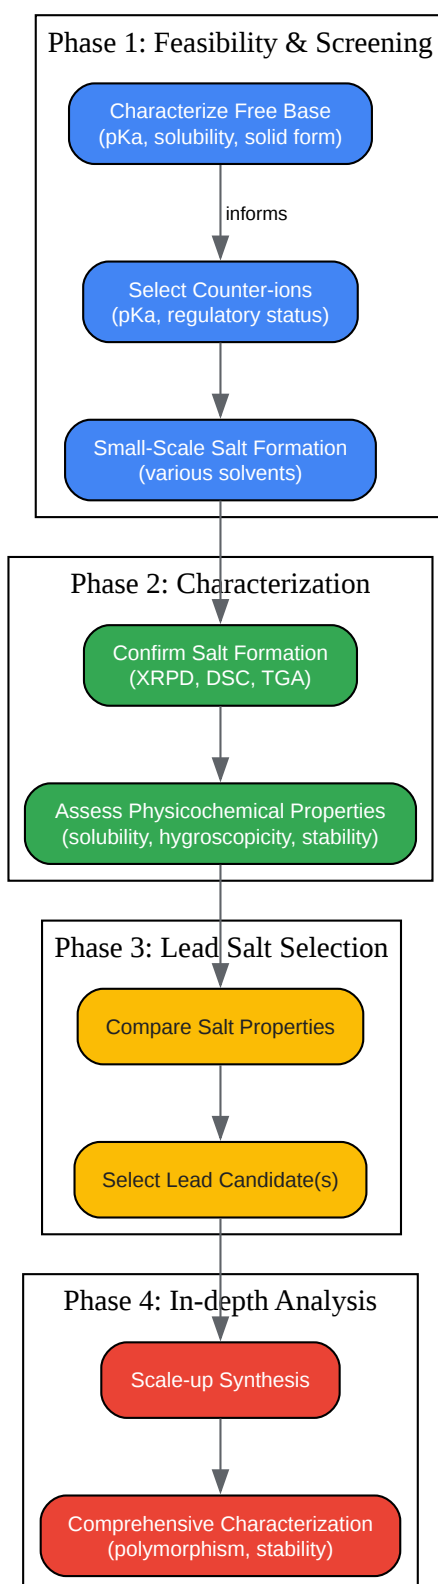 Phase 1: Feasibility & Screening
Characterize Free Base
(pKa, solubility, solid form)
informs
Select Counter-ions
(pKa, regulatory status)
Small-Scale Salt Formation
(various solvents)
Phase 2: Characterization
Confirm Salt Formation
(XRPD, DSC, TGA)
Assess Physicochemical Properties
(solubility, hygroscopicity, stability)
Phase 3: Lead Salt Selection
Compare Salt Properties
Select Lead Candidate(s)
Phase 4: In-depth Analysis
Scale-up Synthesis
Comprehensive Characterization
(polymorphism, stability)